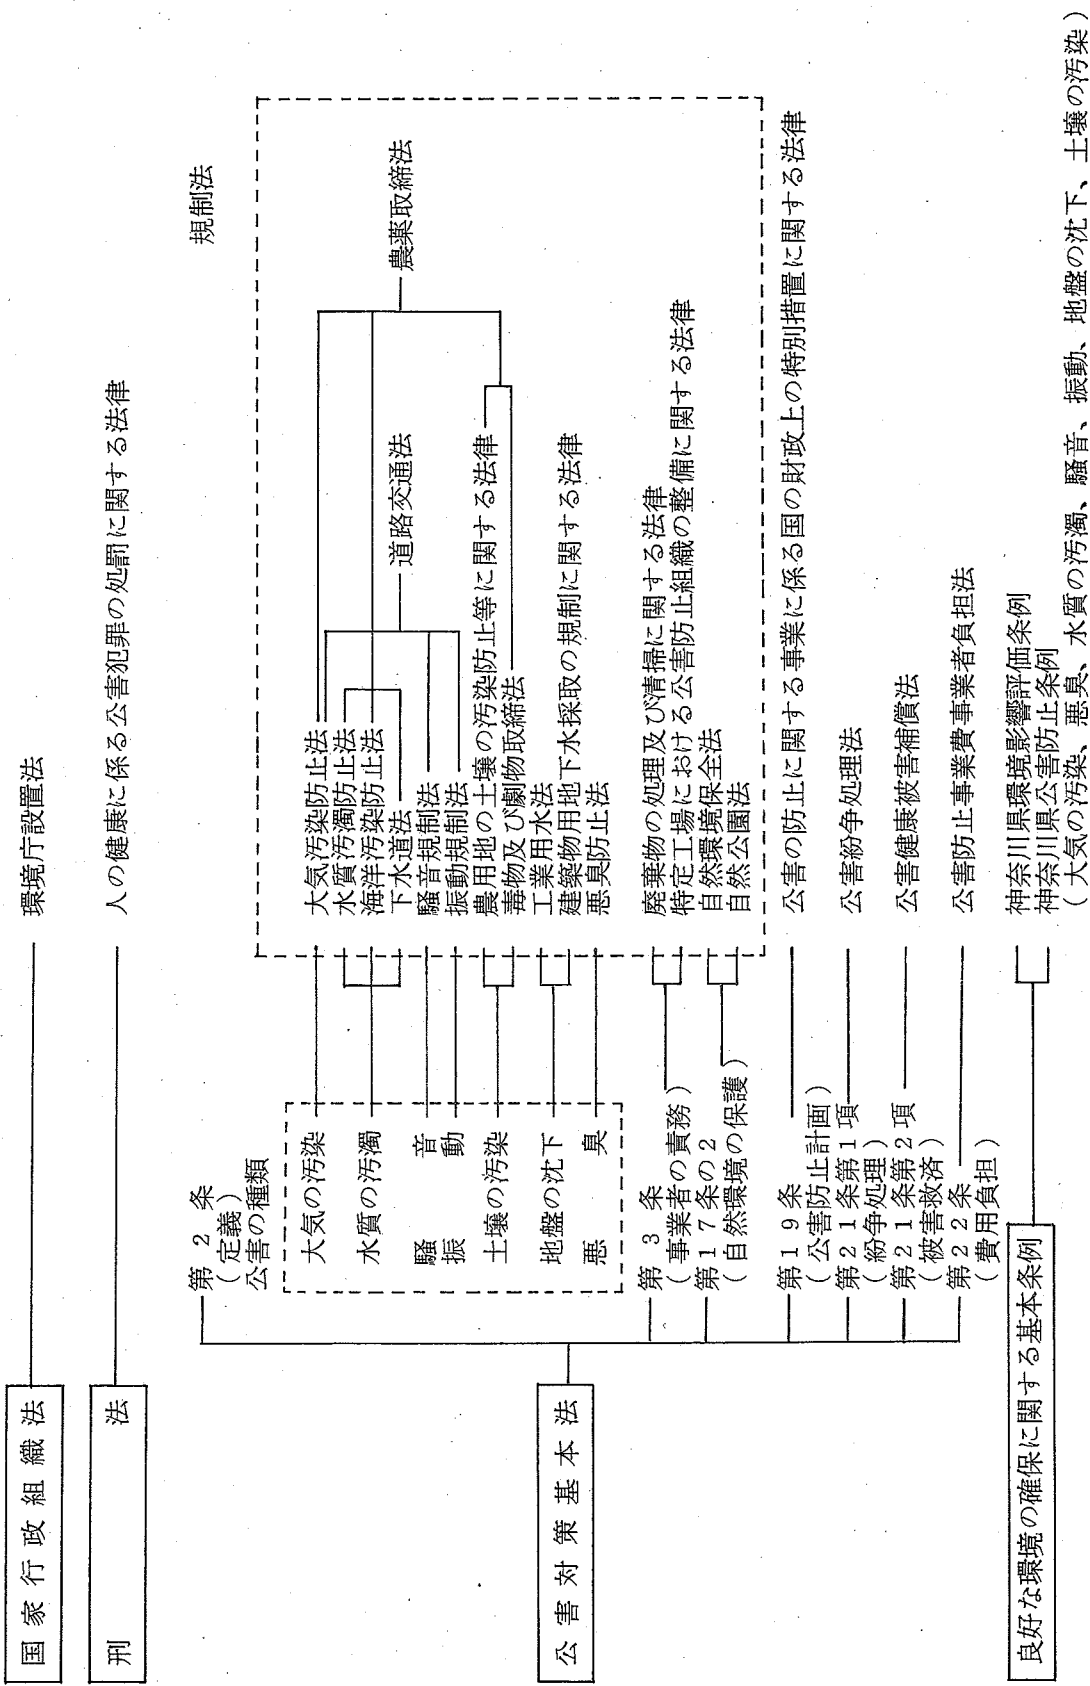 国家行政組織法
環境庁設置法
刑法
人の健康に係る公害犯罪の処罰に関する法律
規制法
公害対策基本法
第2条
(定義)
公害の種類
大気の汚染
水質の汚濁
騒音
振動
土壌の汚染
地盤の沈下
悪臭
大気汚染防止法
水質汚濁防止法
海洋汚染防止法
下水道法
騒音規制法
振動規制法
農用地の土壌の汚染防止等に関する法律
毒物及び劇物取締法
工業用水法
建築物用地下水採取の規制に関する法律
悪臭防止法
道路交通法
農薬取締法
第3条
(事業者の責務)
第17条の2
(自然環境の保護)
廃棄物の処理及び清掃に関する法律
特定工場における公害防止組織の整備に関する法律
自然環境保全法
自然公園法
第19条
(公害防止計画)
公害の防止に関する事業に係る国の財政上の特別措置に関する法律
第21条第1項
(紛争処理)
公害紛争処理法
第21条第2項
(被害救済)
公害健康被害補償法
第22条
(費用負担)
公害防止事業費事業者負担法
良好な環境の確保に関する基本条例
神奈川県環境影響評価条例
神奈川県公害防止条例
(大気の汚染、悪臭、水質の汚濁、騒音、振動、地盤の沈下、土壌の汚染)